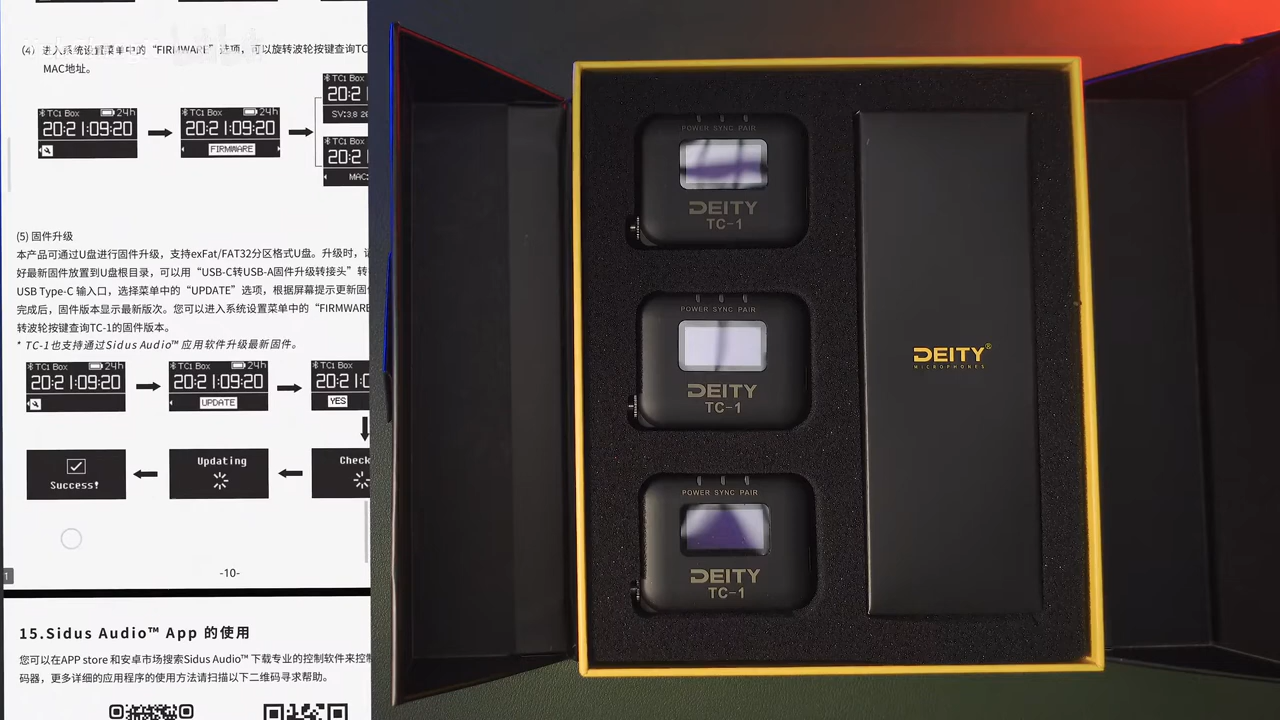 (4) 进入系统设置菜单中的“FIRMWARE”选项，可以旋转波轮按键查询TC
MAC地址。
TC1 Box 24h
20:21:09:20
TC1 Box 24h
20:21:09:20
FIRMWARE
TC1 Box
20:21
SV:3.8 20
TC1 Box
20:21
MAC:
(5) 固件升级
本产品可通过U盘进行固件升级，支持exFat/FAT32分区格式U盘。升级时，
好最新固件放置到U盘根目录，可以用“USB-C转USB-A固件升级转接头”转
USB Type-C 输入口，选择菜单中的“UPDATE”选项，根据屏幕提示更新固
完成后，固件版本显示最新版次。您可以进入系统设置菜单中的“FIRMWARE
转波轮按键查询TC-1的固件版本。
* TC-1也支持通过Sidus Audio™ 应用软件升级最新固件。
TC1 Box 24h
20:21:09:20
TC1 Box 24h
20:21:09:20
UPDATE
TC1 Box
20:21:0
YES
Success!
Updating
Check
-10-
15.Sidus Audio™ App 的使用
您可以在APP store 和安卓市场搜索Sidus Audio™ 下载专业的控制软件来控制
码器，更多详细的应用程序的使用方法请扫描以下二维码寻求帮助。
POWER SYNC PAIR
DEITY
TC-1
POWER SYNC PAIR
DEITY
TC-1
POWER SYNC PAIR
DEITY
TC-1
DEITY®
MICROPHONES